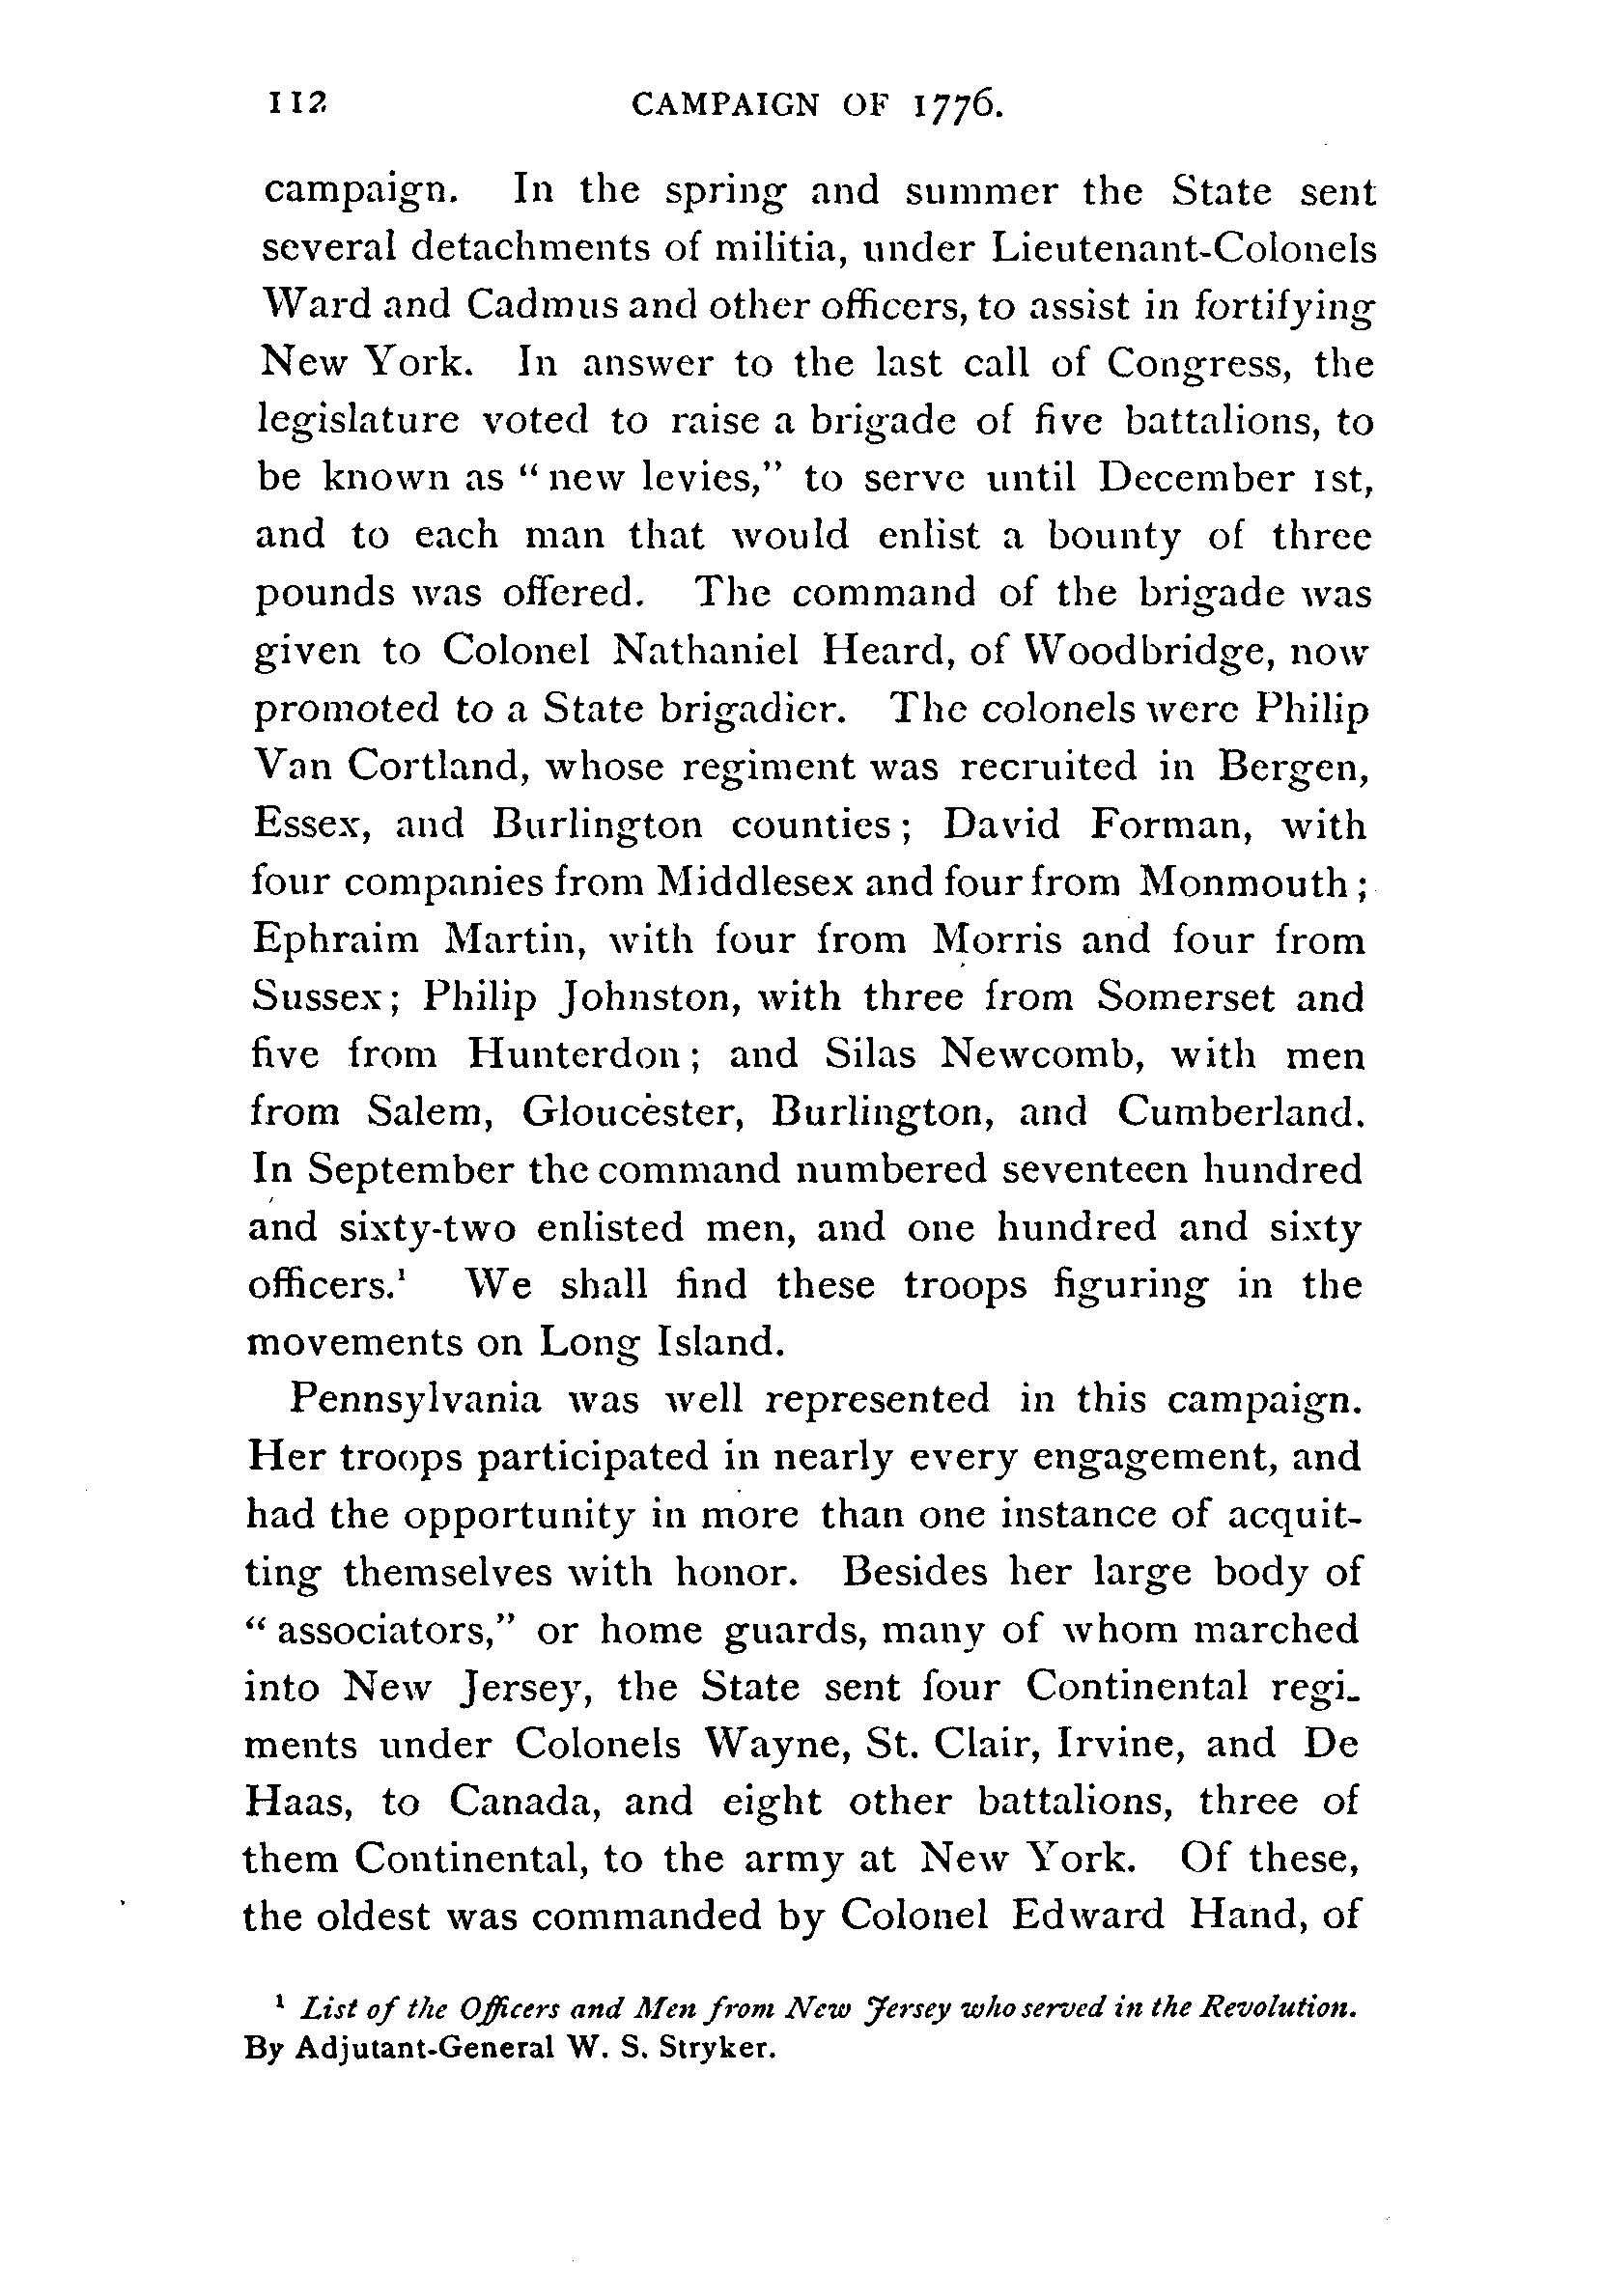 112 CAMPAIGN OF 1776.
campaign. In the spring and summer the State sent
several detachments of militia, under Lieutenant-Colonels
Ward and Cadmus and other officers, to assist in fortifying
New York. In answer to the last call of Congress, the
legislature voted to raise a brigade of five battalions, to
be known as “new levies,” to serve until December 1st,
and to each man that would enlist a bounty of three
pounds was offered. The command of the brigade was
given to Colonel Nathaniel Heard, of Woodbridge, now
promoted to a State brigadier. The colonels were Philip
Van Cortland, whose regiment was recruited in Bergen,
Essex, and Burlington counties; David Forman, with
four companies from Middlesex and four from Monmouth;
Ephraim Martin, with four from Morris and four from
Sussex; Philip Johnston, with three from Somerset and
five from Hunterdon; and Silas Newcomb, with men
from Salem, Gloucester, Burlington, and Cumberland.
In September the command numbered seventeen hundred
and sixty-two enlisted men, and one hundred and sixty
officers.¹ We shall find these troops figuring in the
movements on Long Island.
Pennsylvania was well represented in this campaign.
Her troops participated in nearly every engagement, and
had the opportunity in more than one instance of acquit-
ting themselves with honor. Besides her large body of
“associators,” or home guards, many of whom marched
into New Jersey, the State sent four Continental regi-
ments under Colonels Wayne, St. Clair, Irvine, and De
Haas, to Canada, and eight other battalions, three of
them Continental, to the army at New York. Of these,
the oldest was commanded by Colonel Edward Hand, of
¹ List of the Officers and Men from New Jersey who served in the Revolution.
By Adjutant-General W. S. Stryker.